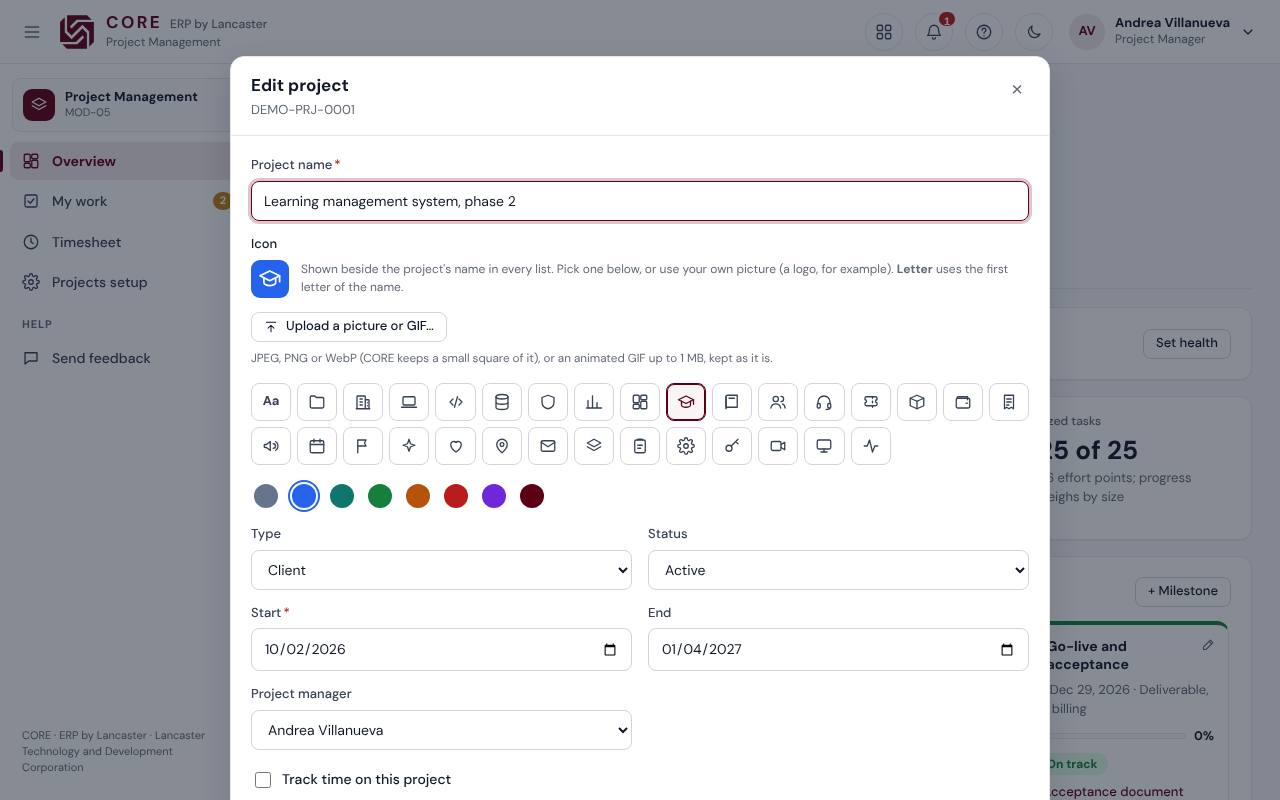 CORE ERP by Lancaster
Project Management
1
AV
Andrea Villanueva
Project Manager
Project Management
MOD-05
Overview
My work
2
Timesheet
Projects setup
HELP
Send feedback
CORE · ERP by Lancaster · Lancaster
Technology and Development
Corporation
Edit project
DEMO-PRJ-0001
Project name*
Learning management system, phase 2
Icon
Shown beside the project's name in every list. Pick one below, or use your own picture (a logo, for example). Letter uses the first
letter of the name.
Upload a picture or GIF…
JPEG, PNG or WebP (CORE keeps a small square of it), or an animated GIF up to 1 MB, kept as it is.
Aa
Type
Status
Client
Active
Start*
End
10/02/2026
01/04/2027
Project manager
Andrea Villanueva
Track time on this project
Set health
tasks
of 25
effort points; progress
by size
+ Milestone
Go-live and
acceptance
Dec 29, 2026 · Deliverable,
billing
0%
On track
document